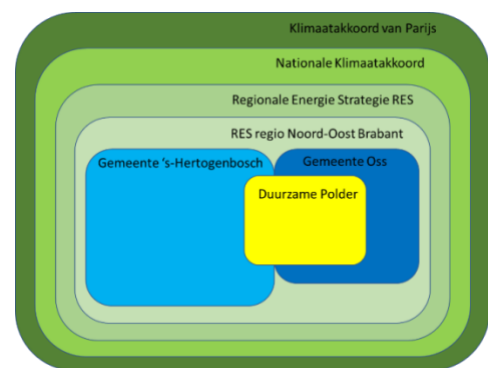 Klimaatakkoord van Parijs
Nationale Klimaatakkoord
Regionale Energie Strategie RES
RES regio Noord-Oost Brabant
Gemeente 's-Hertogenbosch
Gemeente Oss
Duurzame Polder